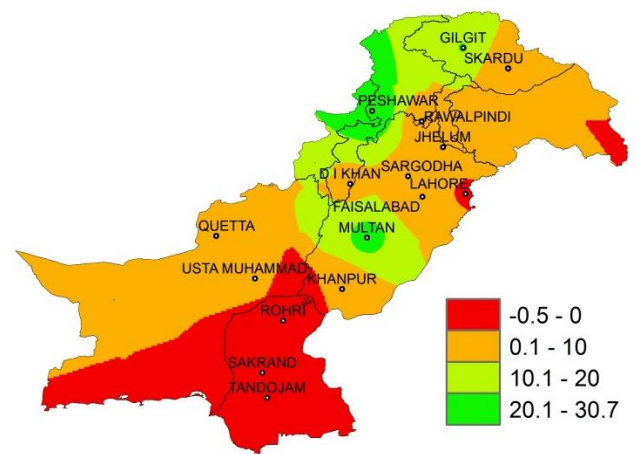 GILGIT
SKARDU
PESHAWAR
RAWALPINDI
JHELUM
SARGODHA
D I KHAN
LAHORE
FAISALABAD
MULTAN
QUETTA
USTA MUHAMMAD
KHANPUR
ROHRI
SAKRAND
TANDOJAM
-0.5 - 0
0.1 - 10
10.1 - 20
20.1 - 30.7